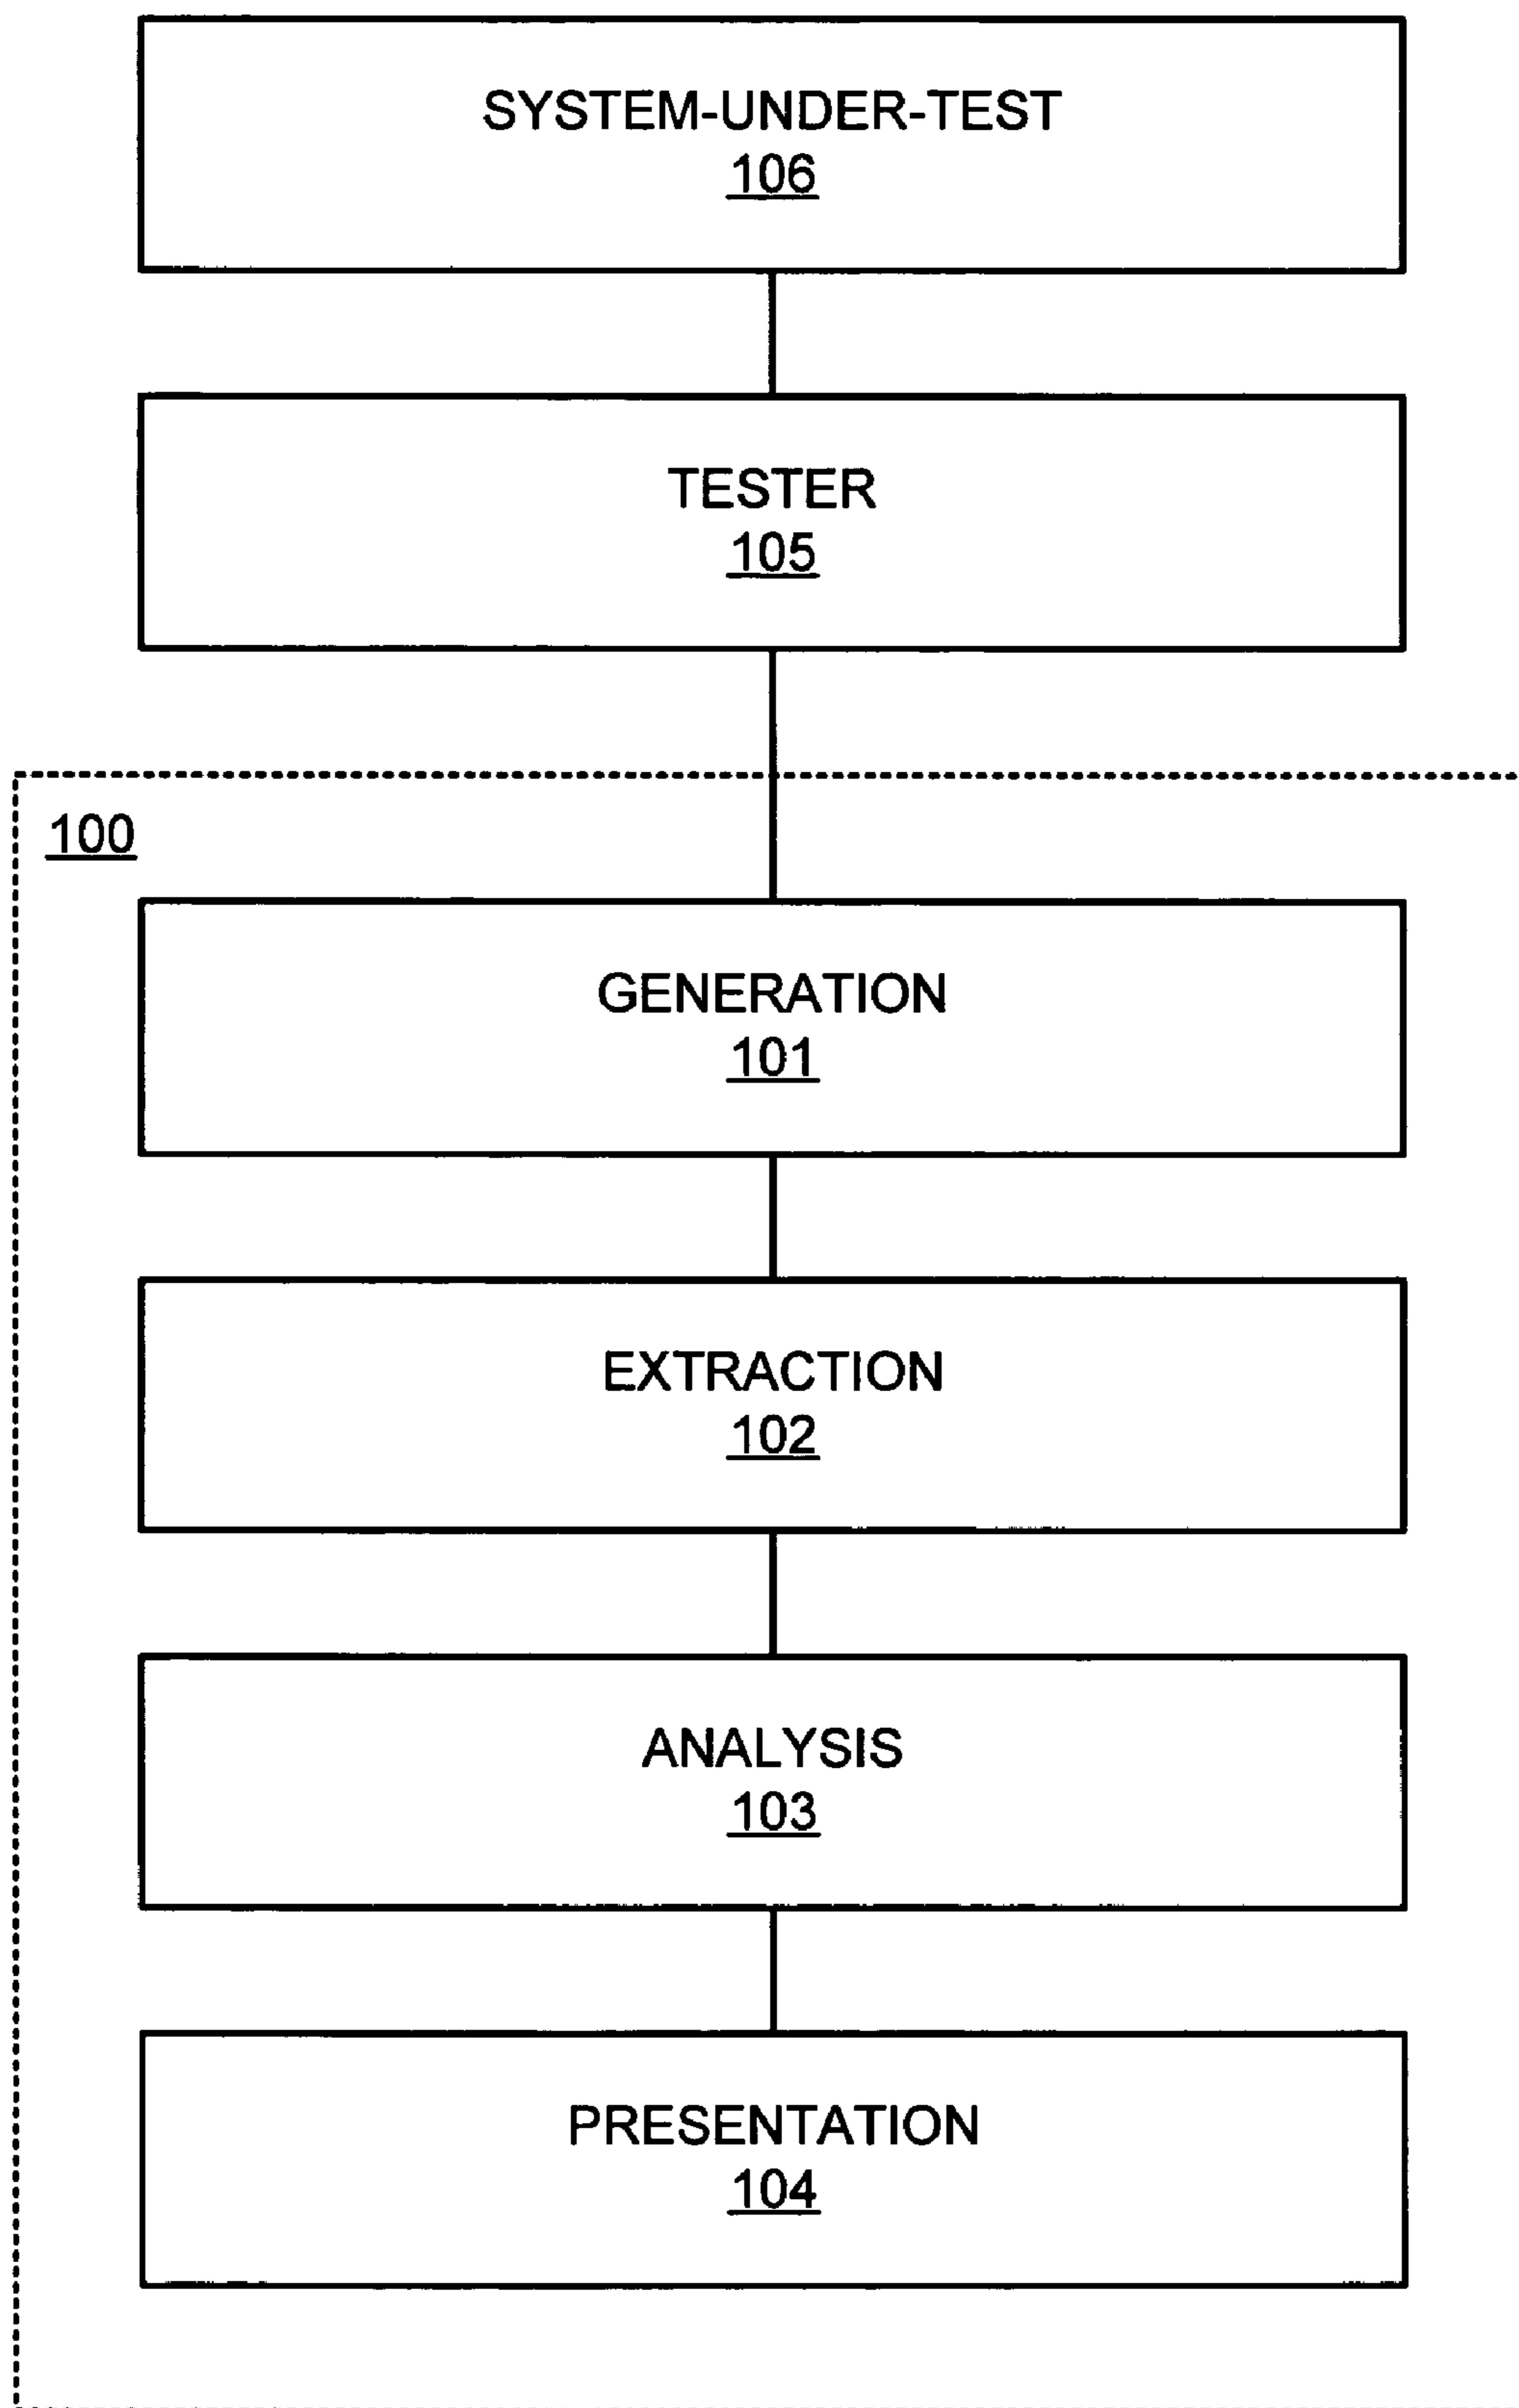 SYSTEM-UNDER-TEST
106
TESTER
105
100
GENERATION
101
EXTRACTION
102
ANALYSIS
103
PRESENTATION
104